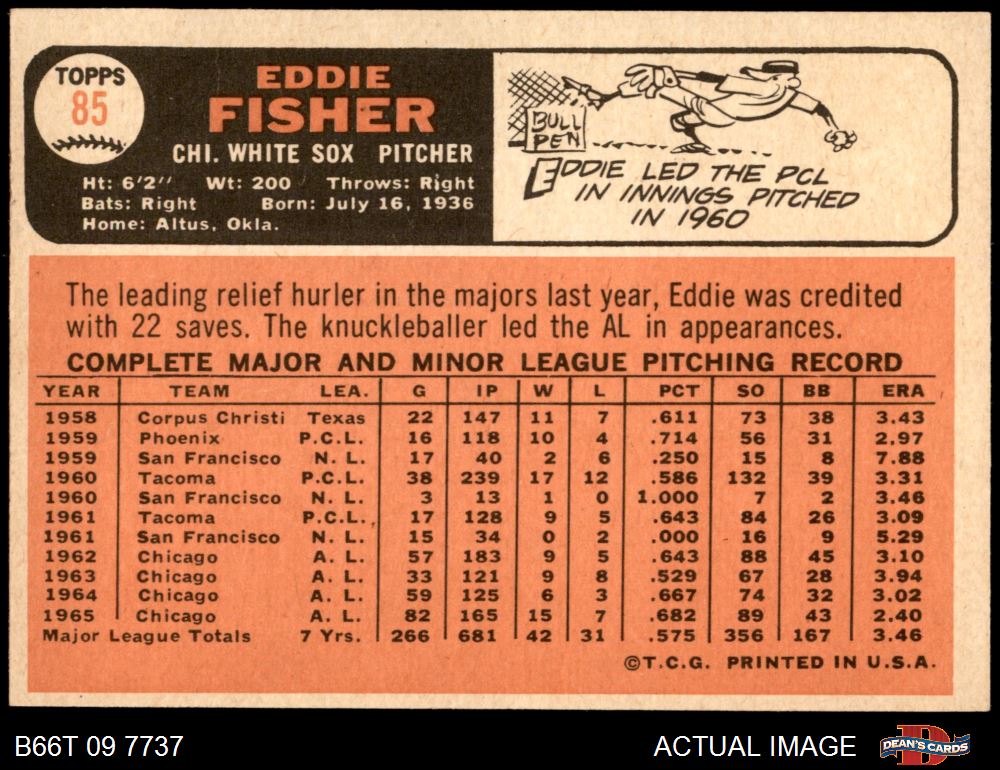 TOPPS
85
EDDIE
FISHER
CHI. WHITE SOX PITCHER
Ht: 6'2" Wt: 200 Throws: Right
Bats: Right Born: July 16, 1936
Home: Altus, Okla.
BULL
PEN
EDDIE LED THE PCL
IN INNINGS PITCHED
IN 1960
The leading relief hurler in the majors last year, Eddie was credited
with 22 saves. The knuckleballer led the AL in appearances.
COMPLETE MAJOR AND MINOR LEAGUE PITCHING RECORD
YEAR TEAM LEA. G IP W L PCT SO BB ERA
1958 Corpus Christi Texas 22 147 11 7 .611 73 38 3.43
1959 Phoenix P.C.L. 16 118 10 4 .714 56 31 2.97
1959 San Francisco N. L. 17 40 2 6 .250 15 8 7.88
1960 Tacoma P.C.L. 38 239 17 12 .586 132 39 3.31
1960 San Francisco N. L. 3 13 1 0 1.000 7 2 3.46
1961 Tacoma P.C.L. 17 128 9 5 .643 84 26 3.09
1961 San Francisco N. L. 15 34 0 2 .000 16 9 5.29
1962 Chicago A. L. 57 183 9 5 .643 88 45 3.10
1963 Chicago A. L. 33 121 9 8 .529 67 28 3.94
1964 Chicago A. L. 59 125 6 3 .667 74 32 3.02
1965 Chicago A. L. 82 165 15 7 .682 89 43 2.40
Major League Totals 7 Yrs. 266 681 42 31 .575 356 167 3.46
©T.C.G. PRINTED IN U.S.A.
B66T 09 7737
ACTUAL IMAGE
D
DEAN'S CARDS